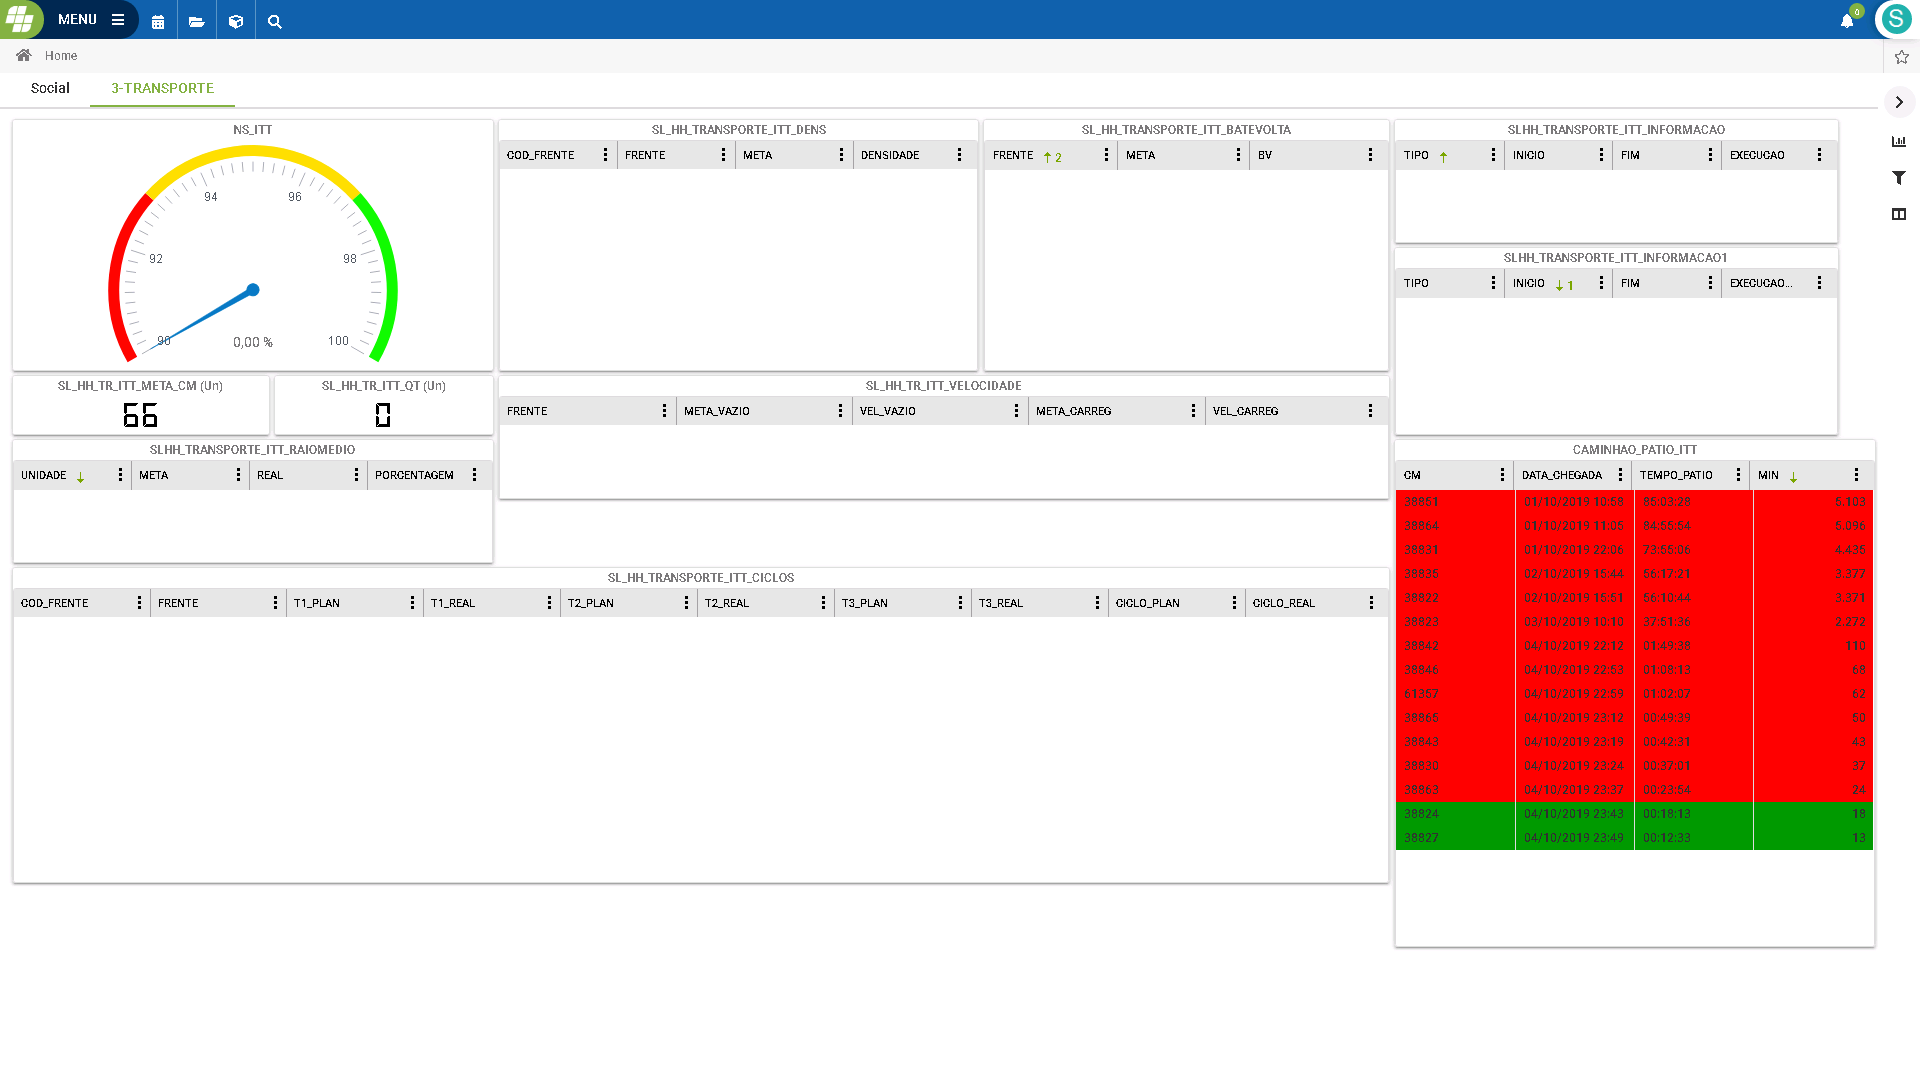 MENU
0
S
Home
Social
3-TRANSPORTE
NS_ITT
90
92
94
96
98
100
0,00 %
SL_HH_TRANSPORTE_ITT_DENS
COD_FRENTE FRENTE META DENSIDADE
SL_HH_TRANSPORTE_ITT_BATEVOLTA
FRENTE 2 META BV
SLHH_TRANSPORTE_ITT_INFORMACAO
TIPO INICIO FIM EXECUCAO
SLHH_TRANSPORTE_ITT_INFORMACAO1
TIPO INICIO 1 FIM EXECUCAO...
SL_HH_TR_ITT_META_CM (Un)
66
SL_HH_TR_ITT_QT (Un)
0
SL_HH_TR_ITT_VELOCIDADE
FRENTE META_VAZIO VEL_VAZIO META_CARREG VEL_CARREG
SLHH_TRANSPORTE_ITT_RAIOMEDIO
UNIDADE META REAL PORCENTAGEM
CAMINHAO_PATIO_ITT
CM DATA_CHEGADA TEMPO_PATIO MIN
38851 01/10/2019 10:58 85:03:28 5.103
38864 01/10/2019 11:05 84:55:54 5.096
38831 01/10/2019 22:06 73:55:06 4.435
38836 02/10/2019 15:44 56:17:21 3.377
38822 02/10/2019 15:51 56:10:44 3.371
38823 03/10/2019 10:10 37:51:36 2.272
38842 04/10/2019 22:12 01:49:38 110
38846 04/10/2019 22:53 01:08:13 68
61357 04/10/2019 22:59 01:02:07 62
38865 04/10/2019 23:12 00:49:39 50
38843 04/10/2019 23:19 00:42:31 43
38830 04/10/2019 23:24 00:37:01 37
38863 04/10/2019 23:37 00:23:54 24
38824 04/10/2019 23:43 00:18:13 18
38827 04/10/2019 23:49 00:12:33 13
SL_HH_TRANSPORTE_ITT_CICLOS
COD_FRENTE FRENTE T1_PLAN T1_REAL T2_PLAN T2_REAL T3_PLAN T3_REAL CICLO_PLAN CICLO_REAL